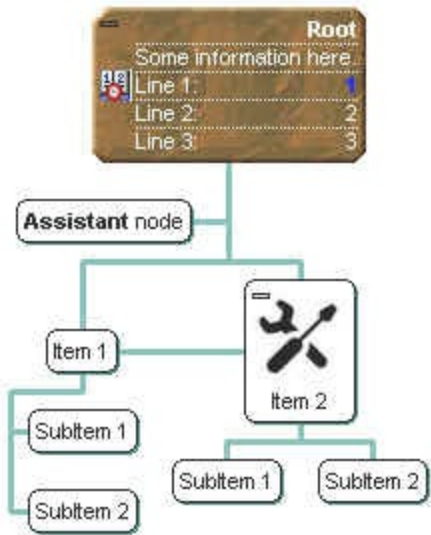 Root
Some information here.
Line 1: 1
Line 2: 2
Line 3: 3
Assistant node
Item 1
Item 2
SubItem 1
SubItem 2
SubItem 1
SubItem 2